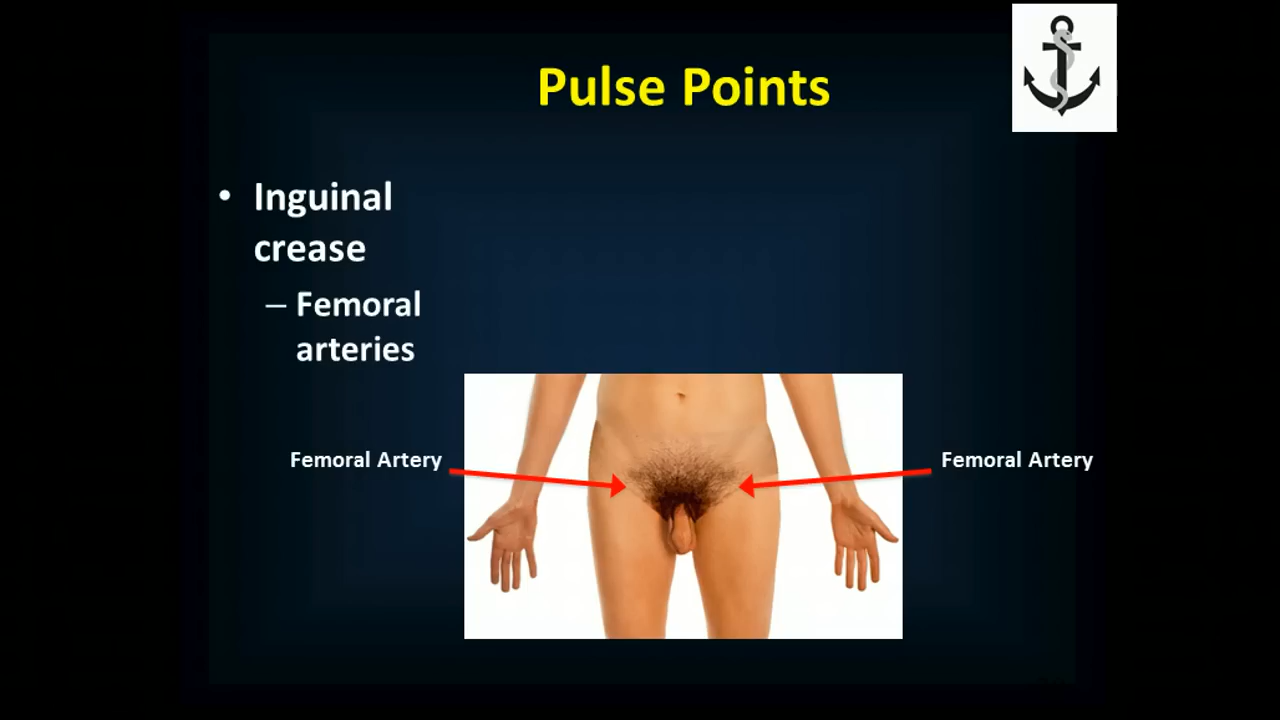 Pulse Points
• Inguinal
crease
– Femoral
arteries
Femoral Artery
Femoral Artery